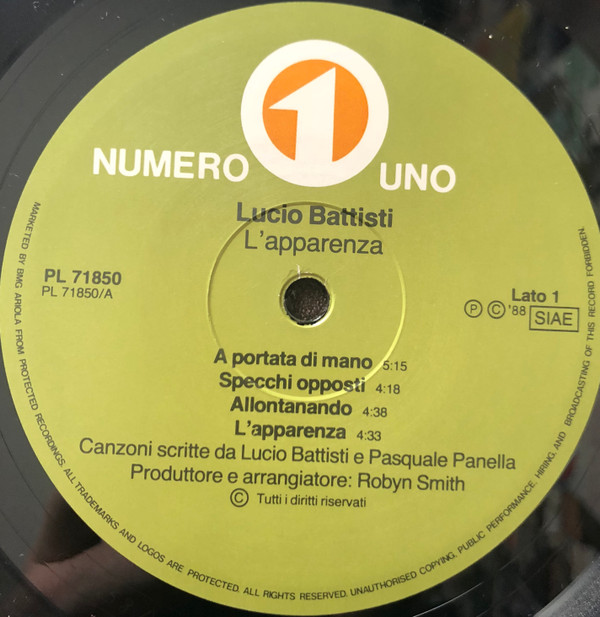 1
NUMERO UNO
Lucio Battisti
L'apparenza
PL 71850
PL 71850/A
Lato 1
Ⓟ Ⓒ '88 SIAE
A portata di mano 5:15
Specchi opposti 4:18
Allontanando 4:38
L'apparenza 4:33
Canzoni scritte da Lucio Battisti e Pasquale Panella
Produttore e arrangiatore: Robyn Smith
Ⓒ Tutti i diritti riservati
MARKETED BY BMG ARIOLA FROM PROTECTED RECORDINGS. ALL TRADEMARKS AND LOGOS ARE PROTECTED. ALL RIGHTS RESERVED. UNAUTHORISED COPYING, PUBLIC PERFORMANCE, HIRING, AND BROADCASTING OF THIS RECORD FORBIDDEN.